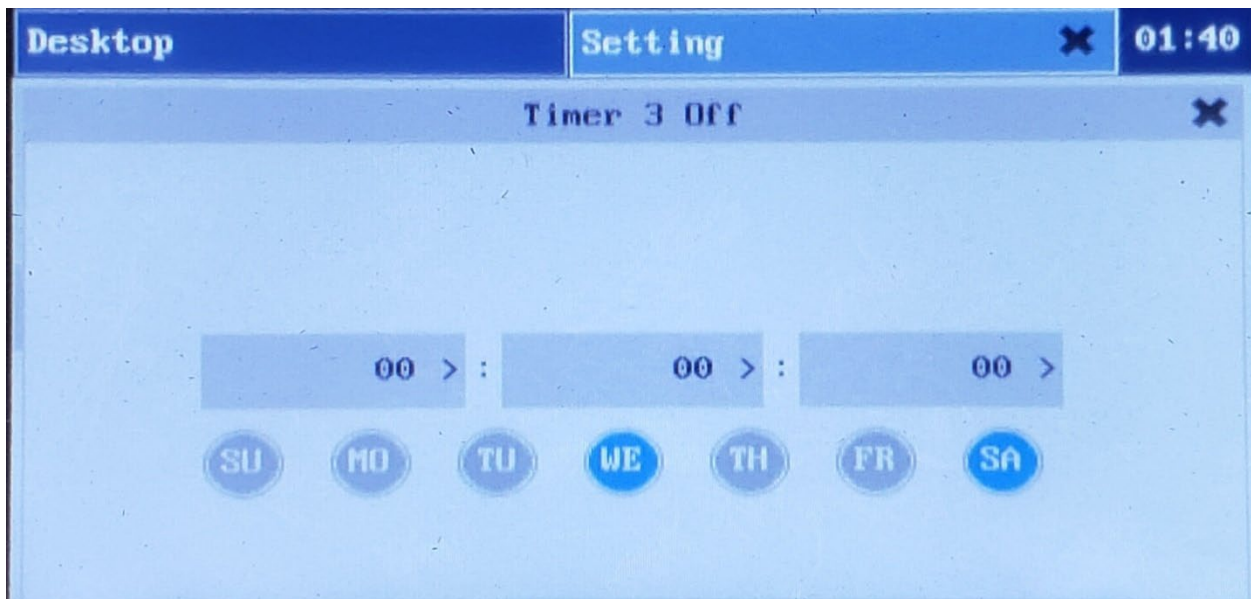 Desktop Setting ✖ 01:40
Timer 3 Off ✖
00 > : 00 > : 00 >
SU MO TU WE TH FR SA